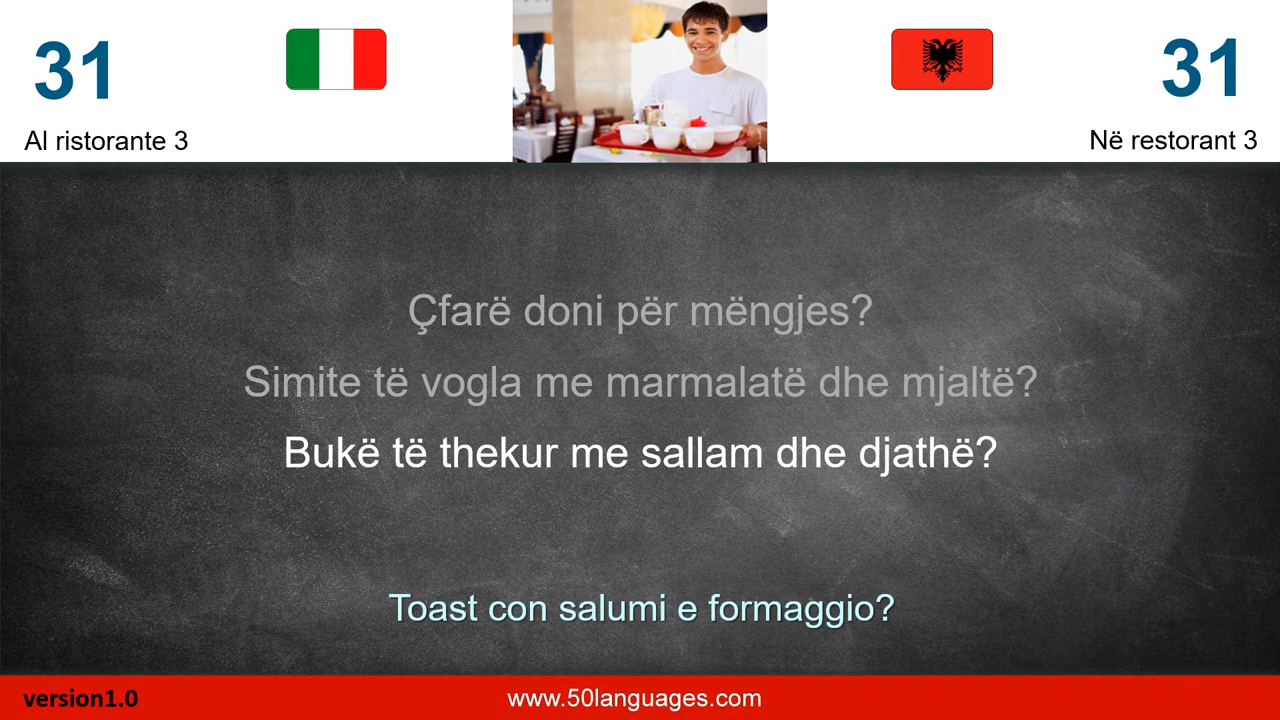 31
31
Al ristorante 3
Në restorant 3
Çfarë doni për mëngjes?
Simite të vogla me marmalatë dhe mjaltë?
Bukë të thekur me sallam dhe djathë?
Toast con salumi e formaggio?
version1.0
www.50languages.com